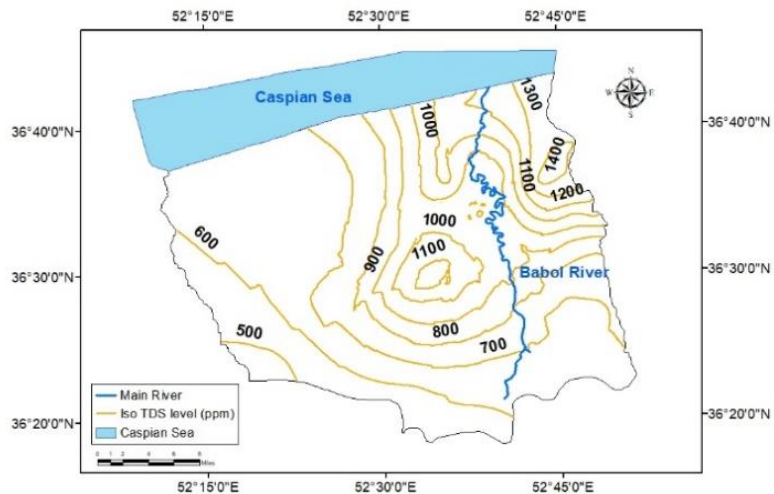 52°15'0"E 52°30'0"E 52°45'0"E
N
W E
S
Caspian Sea
1300
1000
36°40'0"N 36°40'0"N
1400
1100
1200
1000
600
1100
900
36°30'0"N 36°30'0"N
Babol River
800
500
700
Main River
Iso TDS level (ppm)
Caspian Sea
36°20'0"N 36°20'0"N
Miles
52°15'0"E 52°30'0"E 52°45'0"E